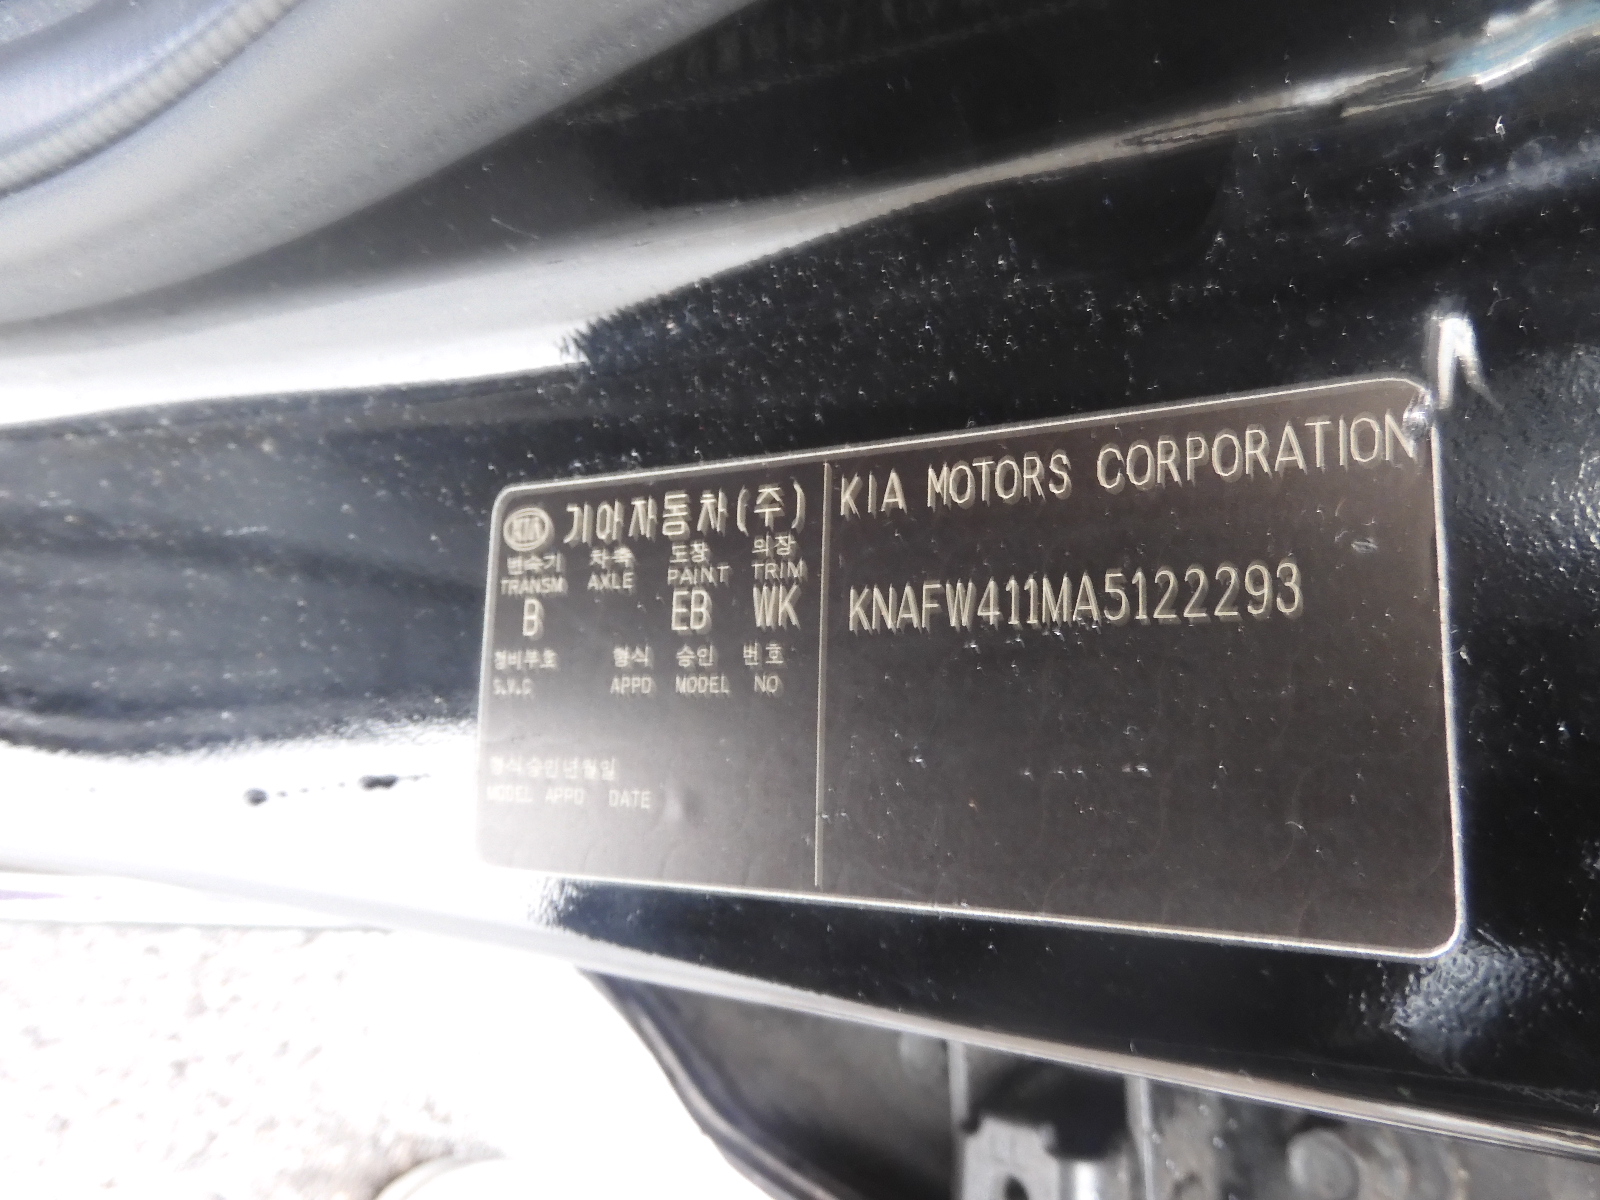 KIA 기아자동차(주)
변속기 차축 도장 의장
TRANSM AXLE PAINT TRIM
B EB WK
정비부호 형식 승인 번호
S.V.C APPD MODEL NO
형식승인년월일
MODEL APPD DATE
KIA MOTORS CORPORATION
KNAFW411MA5122293